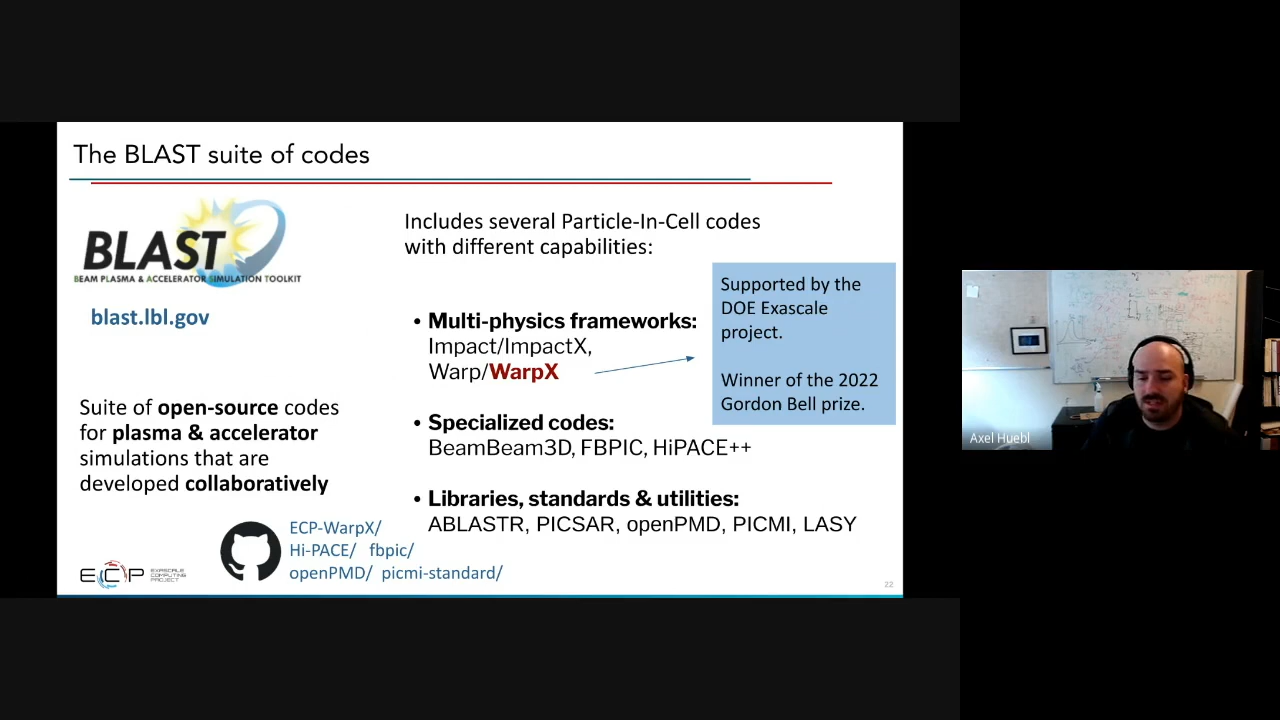 The BLAST suite of codes
BLAST
BEAM PLASMA & ACCELERATOR SIMULATION TOOLKIT
blast.lbl.gov
Suite of open-source codes
for plasma & accelerator
simulations that are
developed collaboratively
ECP-WarpX/
Hi-PACE/ fbpic/
openPMD/ picmi-standard/
ECP
EXASCALE
COMPUTING
PROJECT
Includes several Particle-In-Cell codes
with different capabilities:
• Multi-physics frameworks:
Impact/ImpactX,
Warp/WarpX
Supported by the
DOE Exascale
project.
Winner of the 2022
Gordon Bell prize.
• Specialized codes:
BeamBeam3D, FBPIC, HiPACE++
• Libraries, standards & utilities:
ABLASTR, PICSAR, openPMD, PICMI, LASY
22
Axel Huebl